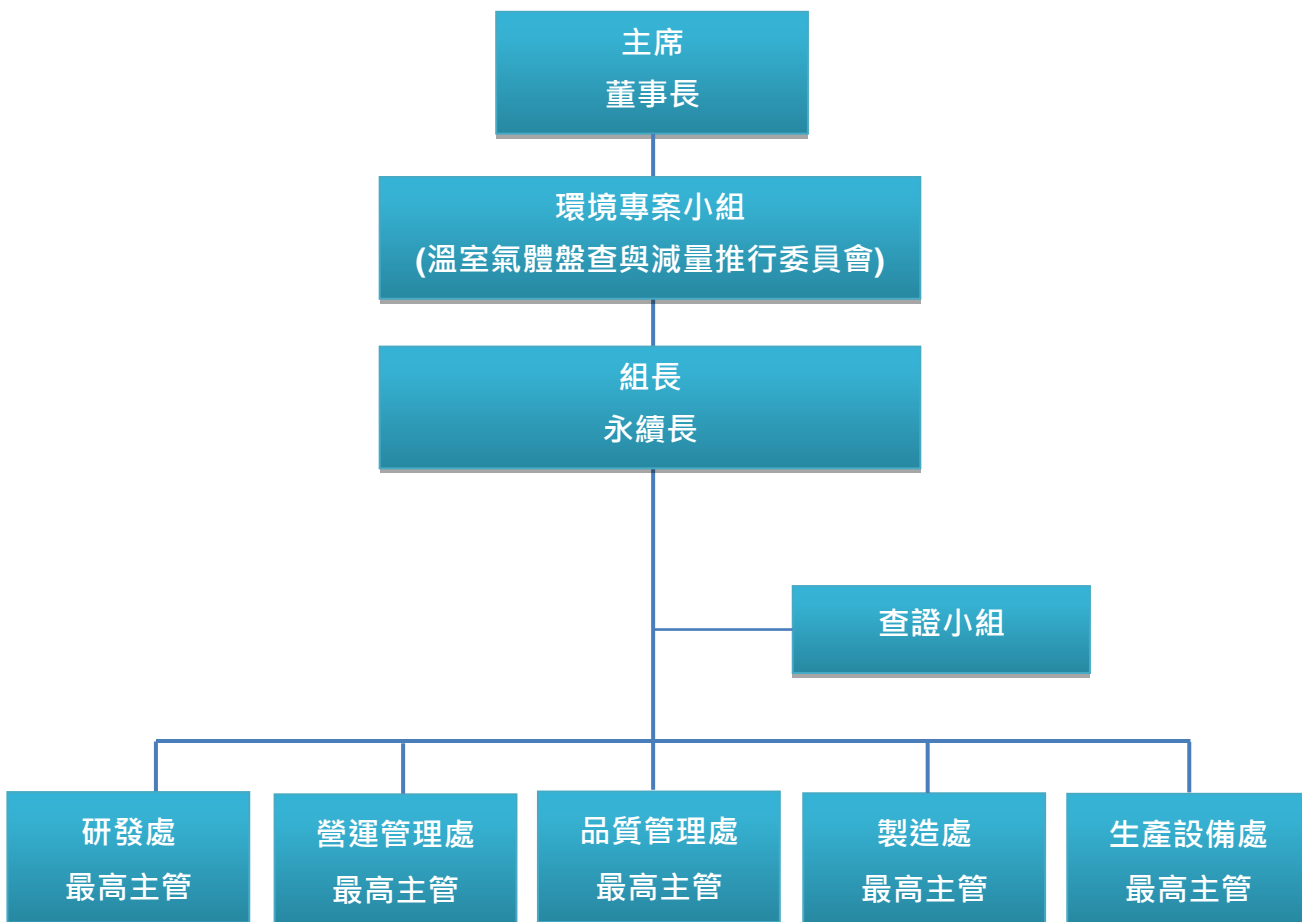 主席
董事長
環境專案小組
(溫室氣體盤查與減量推行委員會)
組長
永續長
查證小組
研發處
最高主管
營運管理處
最高主管
品質管理處
最高主管
製造處
最高主管
生產設備處
最高主管